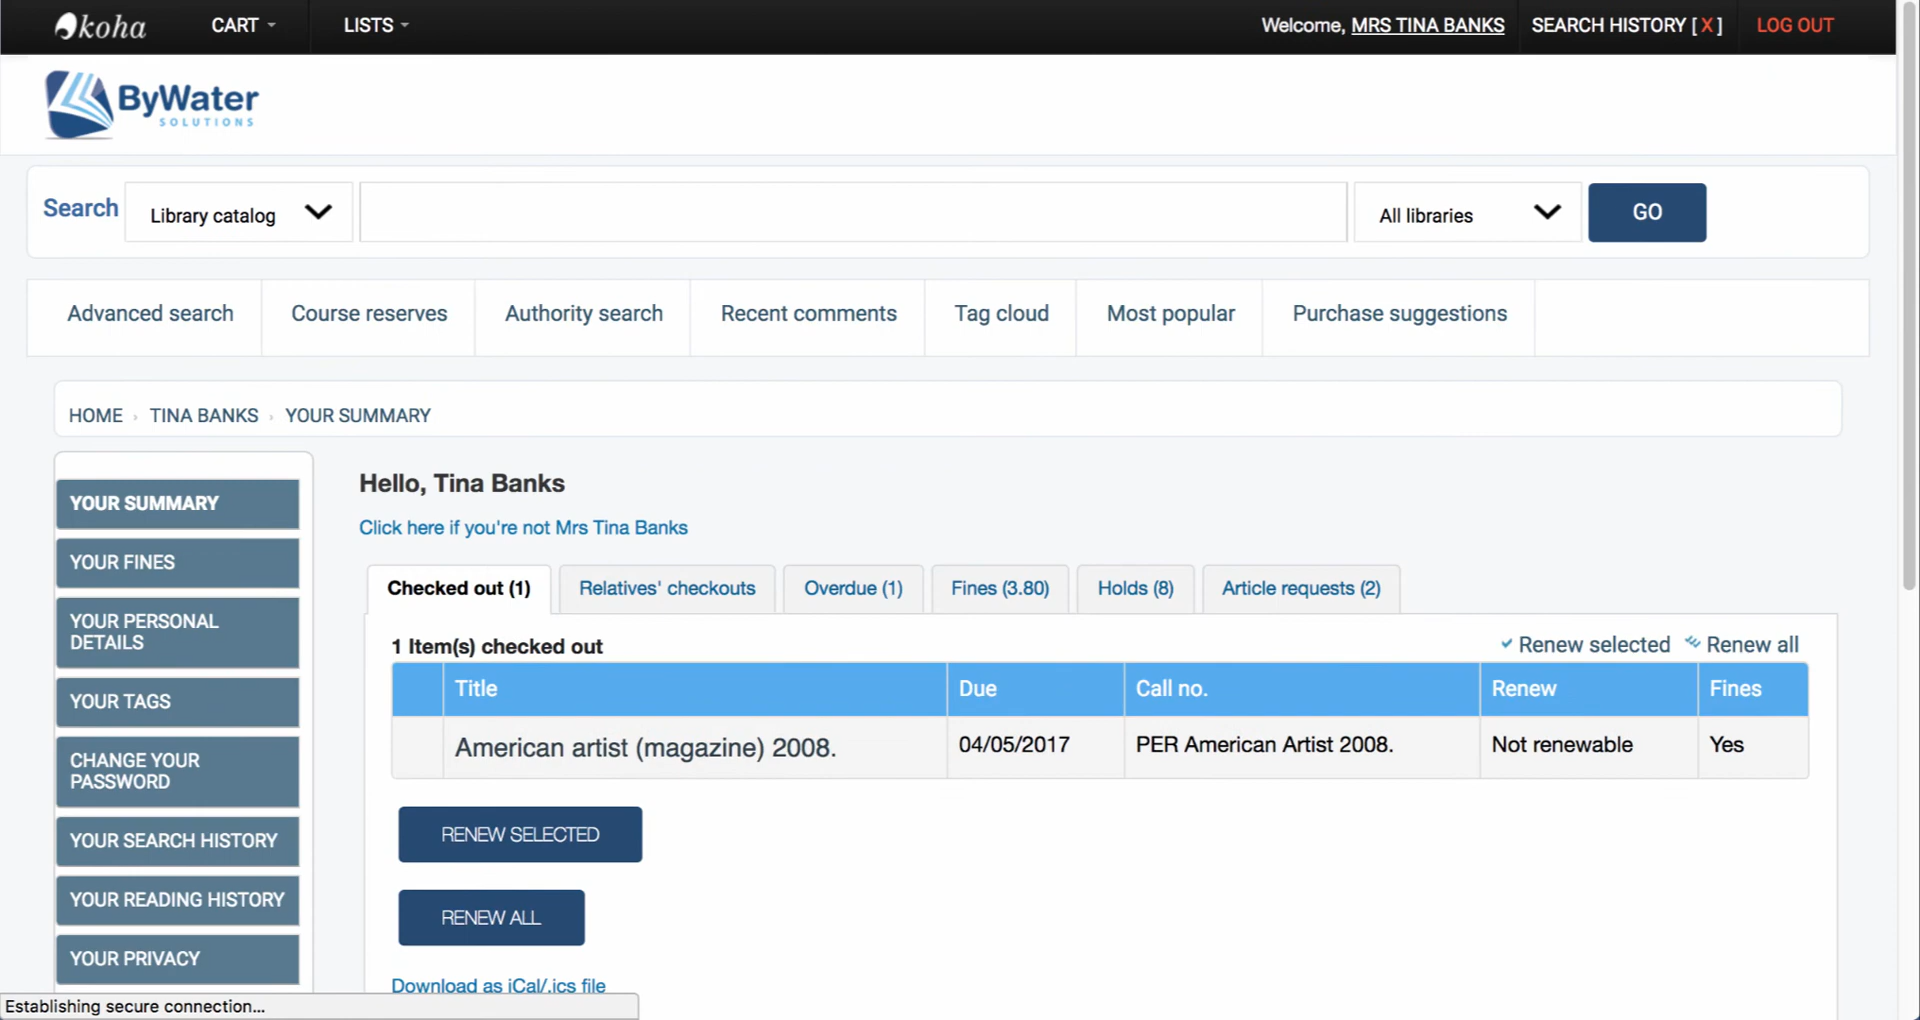 koha CART LISTS Welcome, MRS TINA BANKS SEARCH HISTORY [ X ] LOG OUT
ByWater
SOLUTIONS
Search Library catalog All libraries GO
Advanced search Course reserves Authority search Recent comments Tag cloud Most popular Purchase suggestions
HOME › TINA BANKS › YOUR SUMMARY
YOUR SUMMARY
YOUR FINES
YOUR PERSONAL
DETAILS
YOUR TAGS
CHANGE YOUR
PASSWORD
YOUR SEARCH HISTORY
YOUR READING HISTORY
YOUR PRIVACY
Hello, Tina Banks
Click here if you're not Mrs Tina Banks
Checked out (1) Relatives' checkouts Overdue (1) Fines (3.80) Holds (8) Article requests (2)
1 Item(s) checked out Renew selected Renew all
Title Due Call no. Renew Fines
American artist (magazine) 2008. 04/05/2017 PER American Artist 2008. Not renewable Yes
RENEW SELECTED
RENEW ALL
Download as iCal/.ics file
Establishing secure connection...